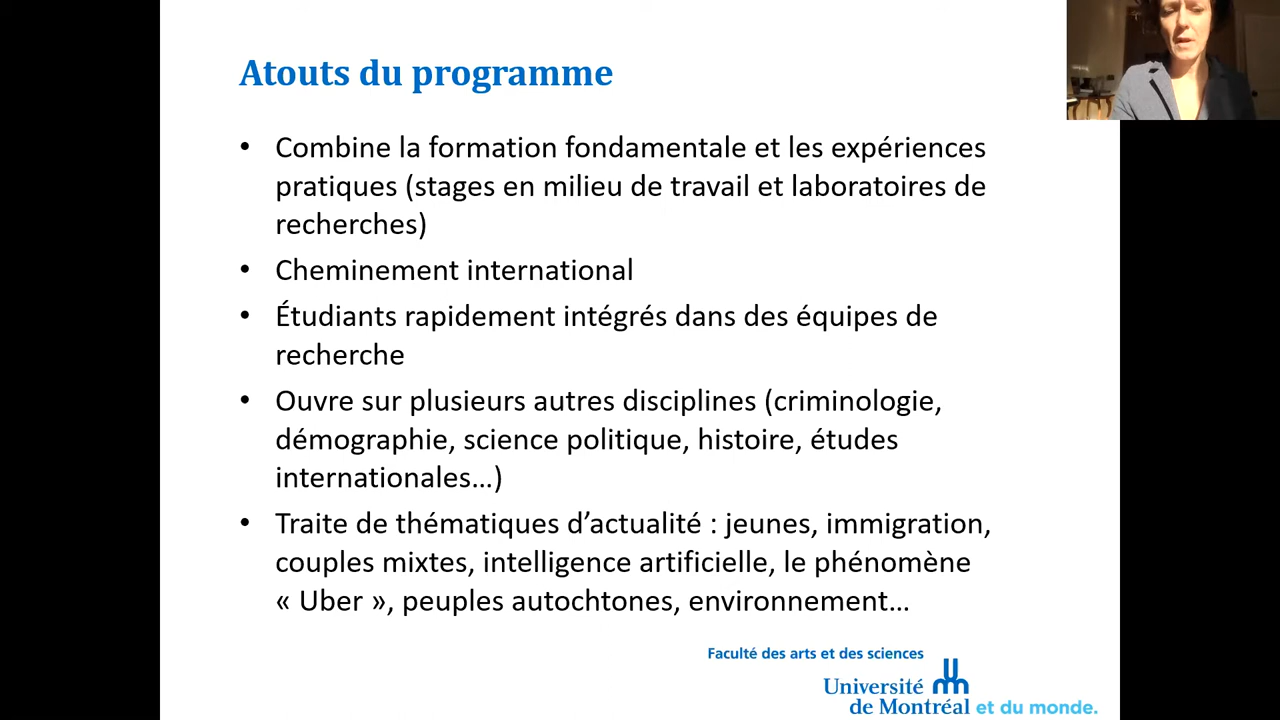 Atouts du programme
• Combine la formation fondamentale et les expériences
pratiques (stages en milieu de travail et laboratoires de
recherches)
• Cheminement international
• Étudiants rapidement intégrés dans des équipes de
recherche
• Ouvre sur plusieurs autres disciplines (criminologie,
démographie, science politique, histoire, études
internationales…)
• Traite de thématiques d’actualité : jeunes, immigration,
couples mixtes, intelligence artificielle, le phénomène
« Uber », peuples autochtones, environnement…
Faculté des arts et des sciences
Université
de Montréal et du monde.